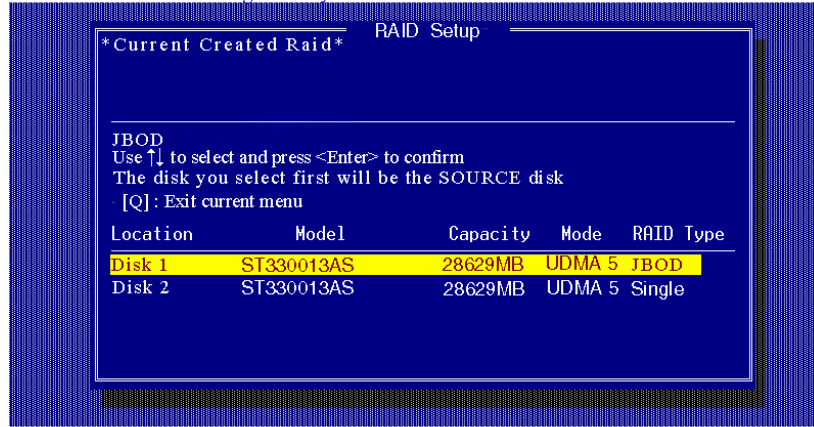 RAID Setup
*Current Created Raid*
JBOD
Use ↑↓ to select and press <Enter> to confirm
The disk you select first will be the SOURCE disk
[Q] : Exit current menu
Location Model Capacity Mode RAID Type
Disk 1 ST330013AS 28629MB UDMA 5 JBOD
Disk 2 ST330013AS 28629MB UDMA 5 Single